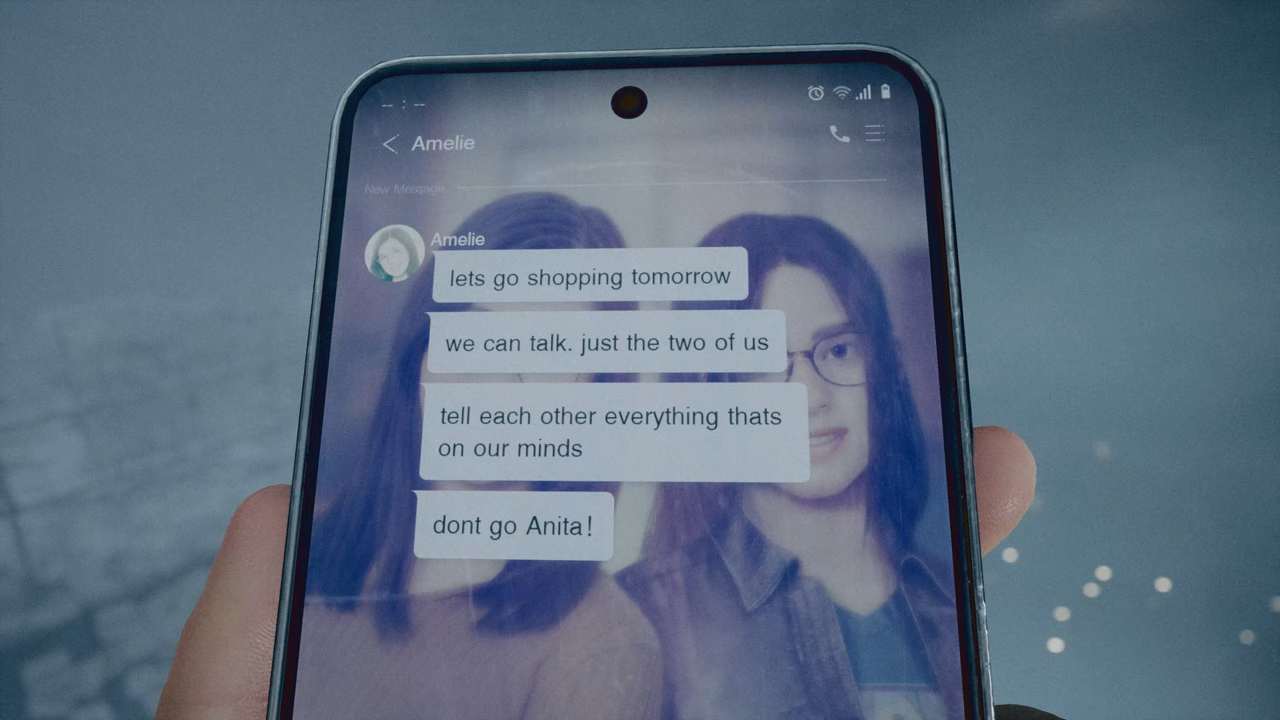 -- : --
Amelie
New Message
Amelie
lets go shopping tomorrow
we can talk. just the two of us
tell each other everything thats
on our minds
dont go Anita!